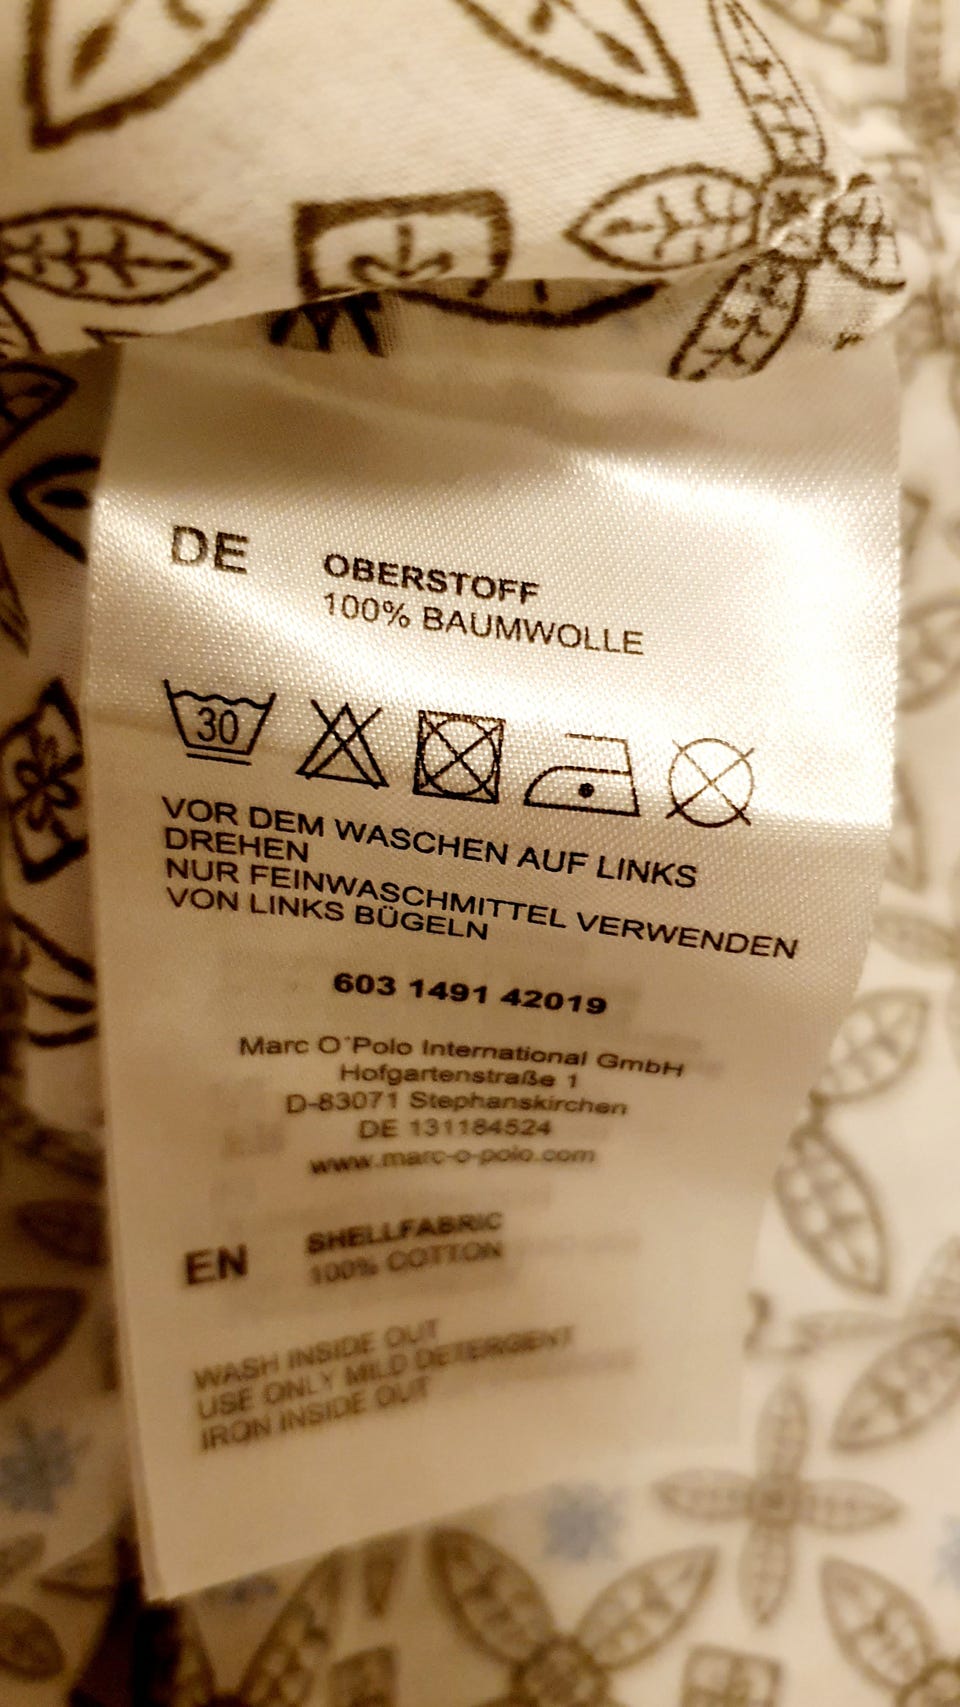 DE
OBERSTOFF
100% BAUMWOLLE
30
VOR DEM WASCHEN AUF LINKS
DREHEN
NUR FEINWASCHMITTEL VERWENDEN
VON LINKS BÜGELN
603 1491 42019
Marc O'Polo International GmbH
Hofgartenstraße 1
D-83071 Stephanskirchen
DE 131184524
www.marc-o-polo.com
EN
SHELLFABRIC
100% COTTON
WASH INSIDE OUT
USE ONLY MILD DETERGENT
IRON INSIDE OUT